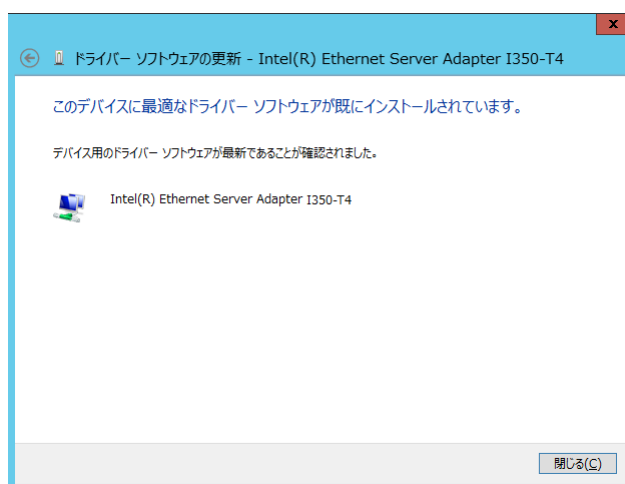 ドライバー ソフトウェアの更新 - Intel(R) Ethernet Server Adapter I350-T4
このデバイスに最適なドライバー ソフトウェアが既にインストールされています。
デバイス用のドライバー ソフトウェアが最新であることが確認されました。
Intel(R) Ethernet Server Adapter I350-T4
閉じる(C)